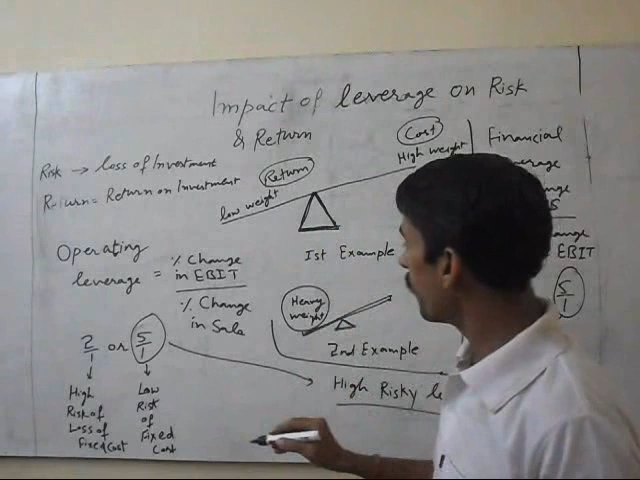 Impact of leverage on Risk
& Return
Risk → Loss of Investment
Return = Return on Investment
Return
low weight
Cost
High weight
Ist Example
Financial
EBIT
5/1
Operating
leverage = % Change
in EBIT
% Change
in Sale
2/1 or 5/1
High
Risk of
Loss of
Fixed Cost
Low
Risk
of
Fixed
Cost
Heavy
weight
2nd Example
High Risky